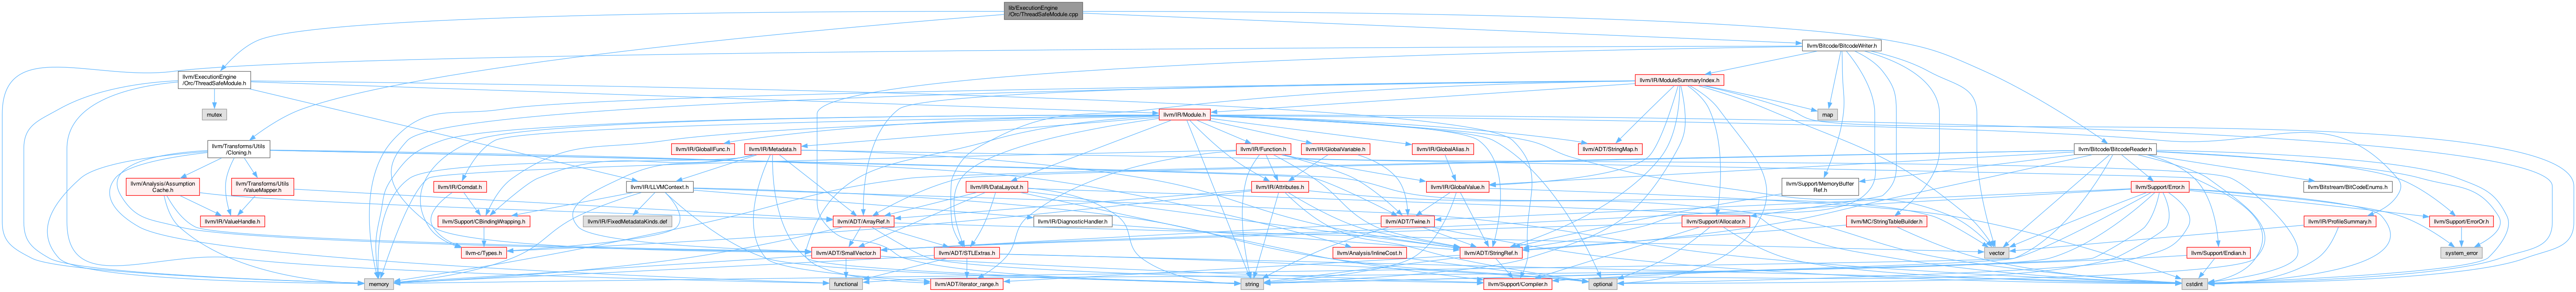 lib/ExecutionEngine
/Orc/ThreadSafeModule.cpp
llvm/Bitcode/BitcodeWriter.h
llvm/ExecutionEngine
/Orc/ThreadSafeModule.h
llvm/IR/ModuleSummaryIndex.h
mutex
llvm/IR/Module.h
map
llvm/Transforms/Utils
/Cloning.h
llvm/IR/GlobalIFunc.h
llvm/IR/Metadata.h
llvm/IR/Function.h
llvm/IR/GlobalVariable.h
llvm/IR/GlobalAlias.h
llvm/ADT/StringMap.h
llvm/Bitcode/BitcodeReader.h
llvm/Analysis/Assumption
Cache.h
llvm/Transforms/Utils
/ValueMapper.h
llvm/IR/Comdat.h
llvm/IR/LLVMContext.h
llvm/IR/DataLayout.h
llvm/IR/Attributes.h
llvm/IR/GlobalValue.h
llvm/Support/MemoryBuffer
Ref.h
llvm/Support/Error.h
llvm/Bitstream/BitCodeEnums.h
llvm/IR/ValueHandle.h
llvm/Support/CBindingWrapping.h
llvm/IR/FixedMetadataKinds.def
llvm/ADT/ArrayRef.h
llvm/IR/DiagnosticHandler.h
llvm/ADT/Twine.h
llvm/Support/Allocator.h
llvm/MC/StringTableBuilder.h
llvm/IR/ProfileSummary.h
llvm/Support/ErrorOr.h
llvm-c/Types.h
llvm/ADT/SmallVector.h
llvm/ADT/STLExtras.h
llvm/Analysis/InlineCost.h
llvm/ADT/StringRef.h
vector
llvm/Support/Endian.h
system_error
memory
functional
llvm/ADT/iterator_range.h
string
llvm/Support/Compiler.h
optional
cstdint